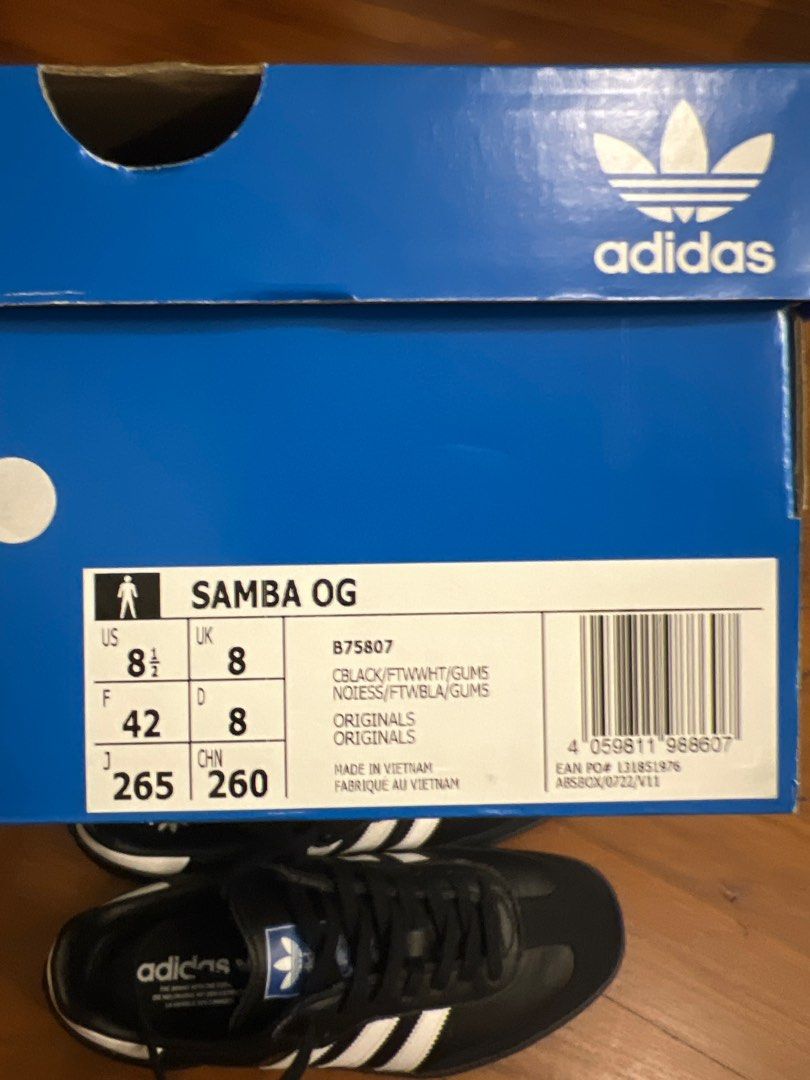 adidas
SAMBA OG
US
8½
UK
8
F
42
D
8
J
265
CHN
260
B75807
CBLACK/FTWWHT/GUM5
NOIESS/FTWBLA/GUM5
ORIGINALS
ORIGINALS
MADE IN VIETNAM
FABRIQUE AU VIETNAM
4 059811 988607
EAN PO# 131851976
ABSBOX/0722/V11
adidas